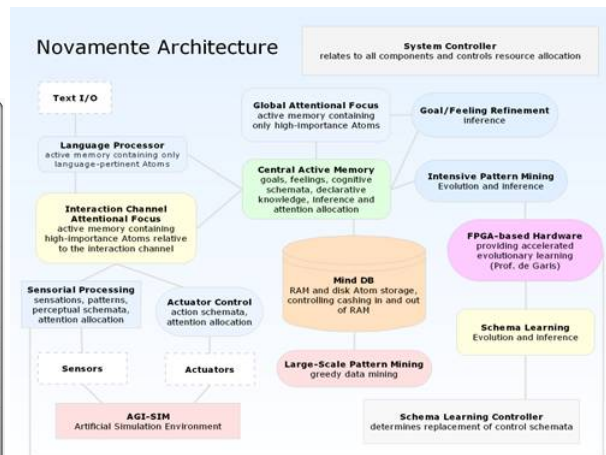 Novamente Architecture
System Controller
relates to all components and controls resource allocation
Text I/O
Global Attentional Focus
active memory containing
only high-importance Atoms
Goal/Feeling Refinement
inference
Language Processor
active memory containing only
language-pertinent Atoms
Central Active Memory
goals, feelings, cognitive
schemata, declarative
knowledge, inference and
attention allocation
Intensive Pattern Mining
Evolution and inference
Interaction Channel
Attentional Focus
active memory containing
high-importance Atoms relative
to the interaction channel
FPGA-based Hardware
providing accelerated
evolutionary learning
(Prof. de Garis)
Mind DB
RAM and disk Atom storage,
controlling cashing in and out
of RAM
Sensorial Processing
sensations, patterns,
perceptual schemata,
attention allocation
Actuator Control
action schemata,
attention allocation
Schema Learning
Evolution and inference
Sensors
Actuators
Large-Scale Pattern Mining
greedy data mining
AGI-SIM
Artificial Simulation Environment
Schema Learning Controller
determines replacement of control schemata